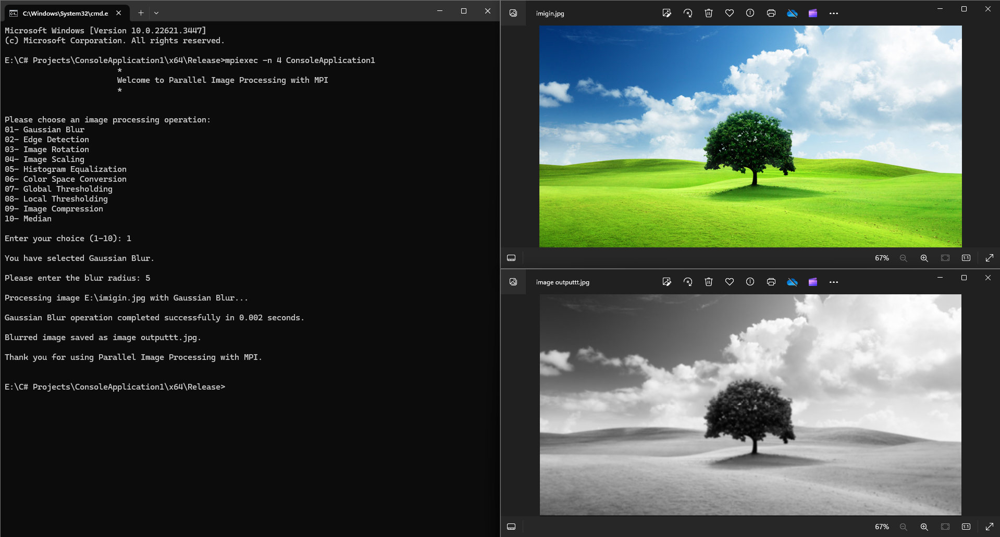 C:\Windows\System32\cmd.e
Microsoft Windows [Version 10.0.22621.3447]
(c) Microsoft Corporation. All rights reserved.
E:\C# Projects\ConsoleApplication1\x64\Release>mpiexec -n 4 ConsoleApplication1
*
Welcome to Parallel Image Processing with MPI
*
Please choose an image processing operation:
01- Gaussian Blur
02- Edge Detection
03- Image Rotation
04- Image Scaling
05- Histogram Equalization
06- Color Space Conversion
07- Global Thresholding
08- Local Thresholding
09- Image Compression
10- Median
Enter your choice (1-10): 1
You have selected Gaussian Blur.
Please enter the blur radius: 5
Processing image E:\imigin.jpg with Gaussian Blur...
Gaussian Blur operation completed successfully in 0.002 seconds.
Blurred image saved as image outputtt.jpg.
Thank you for using Parallel Image Processing with MPI.
E:\C# Projects\ConsoleApplication1\x64\Release>
imigin.jpg
67%
1:1
image outputtt.jpg
67%
1:1